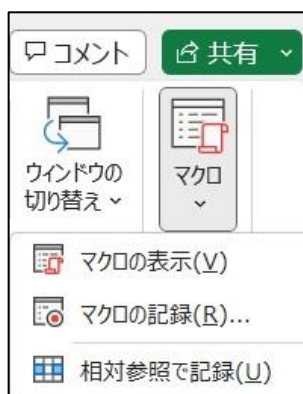 コメント
共有
ウィンドウの
切り替え
マクロ
マクロの表示(V)
マクロの記録(R)...
相対参照で記録(U)